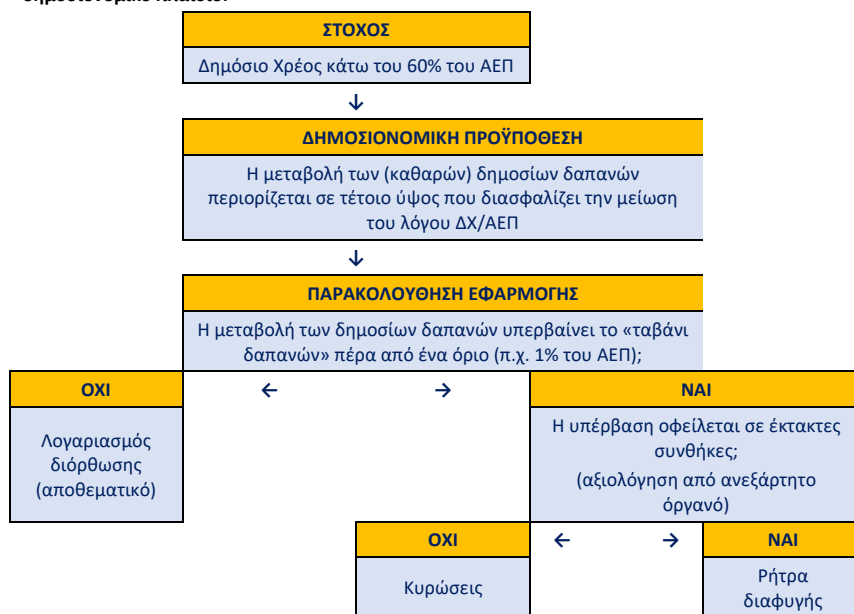 ΣΤΟΧΟΣ
Δημόσιο Χρέος κάτω του 60% του ΑΕΠ
↓
ΔΗΜΟΣΙΟΝΟΜΙΚΗ ΠΡΟΫΠΟΘΕΣΗ
Η μεταβολή των (καθαρών) δημοσίων δαπανών
περιορίζεται σε τέτοιο ύψος που διασφαλίζει την μείωση
του λόγου ΔΧ/ΑΕΠ
↓
ΠΑΡΑΚΟΛΟΥΘΗΣΗ ΕΦΑΡΜΟΓΗΣ
Η μεταβολή των δημοσίων δαπανών υπερβαίνει το «ταβάνι
δαπανών» πέρα από ένα όριο (π.χ. 1% του ΑΕΠ);
ΟΧΙ ← → ΝΑΙ
Λογαριασμός
διόρθωσης
(αποθεματικό)
Η υπέρβαση οφείλεται σε έκτακτες
συνθήκες;
(αξιολόγηση από ανεξάρτητο
όργανό)
ΟΧΙ ← → ΝΑΙ
Κυρώσεις
Ρήτρα
διαφυγής